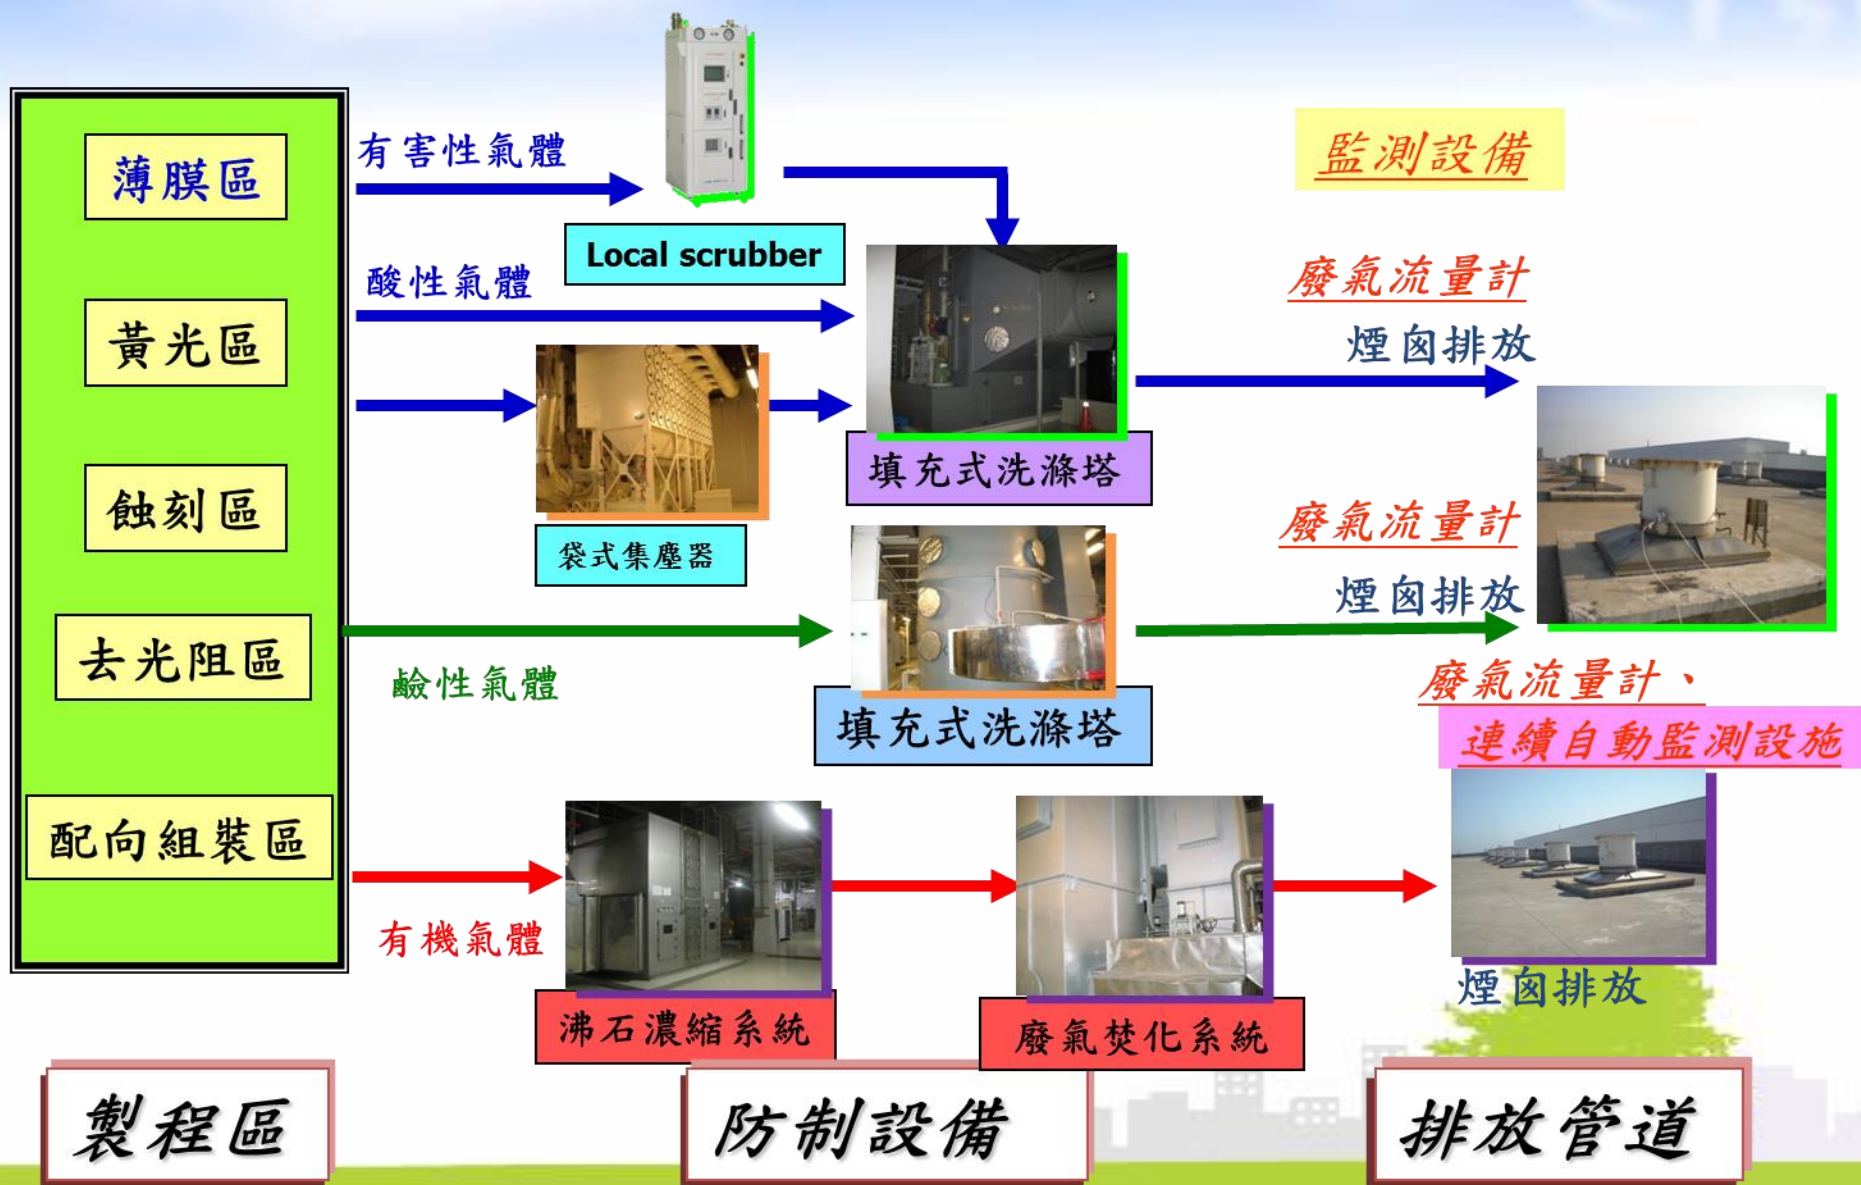 薄膜區
黃光區
蝕刻區
去光阻區
配向組裝區
有害性氣體
Local scrubber
酸性氣體
填充式洗滌塔
袋式集塵器
鹼性氣體
填充式洗滌塔
有機氣體
沸石濃縮系統
廢氣焚化系統
監測設備
廢氣流量計
煙囪排放
廢氣流量計
煙囪排放
廢氣流量計、
連續自動監測設施
煙囪排放
製程區
防制設備
排放管道